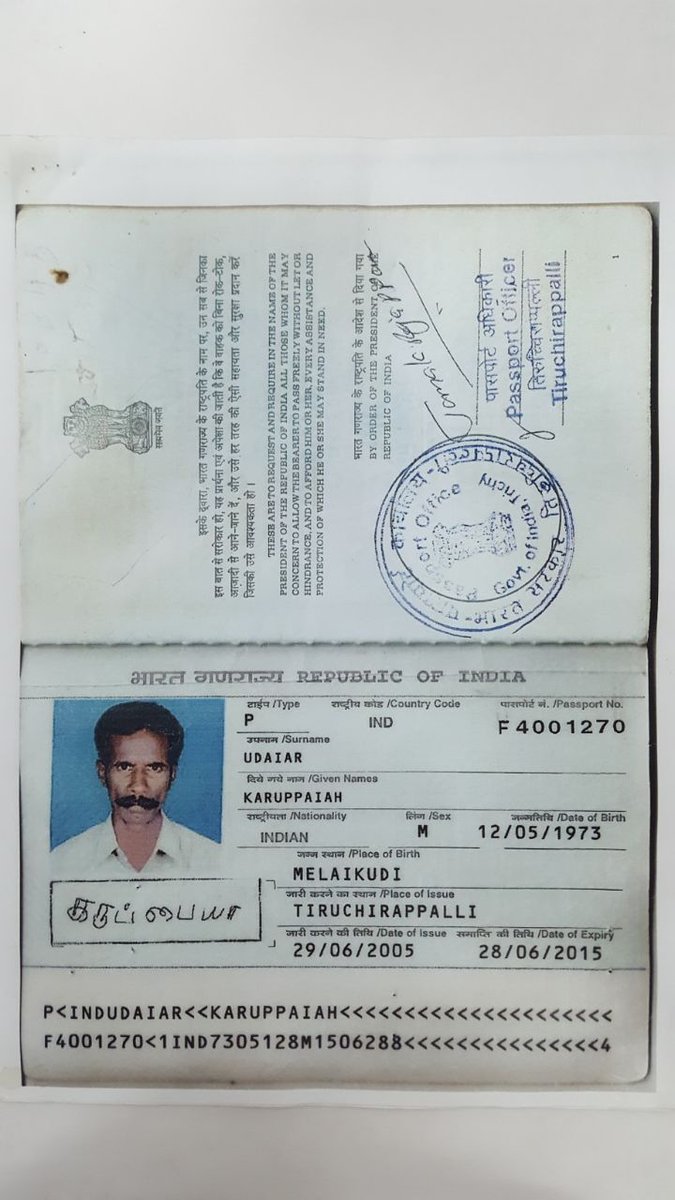 सत्यमेव जयते
इसके द्वारा, भारत गणराज्य के राष्ट्रपति के नाम पर, उन सब से जिनका
इस बात से सरोकार हो, यह प्रार्थना एवं अपेक्षा की जाती है कि वे वाहक को बिना रोक-टोक,
आज़ादी से आने-जाने दें, और उसे हर तरह की ऐसी सहायता और सुरक्षा प्रदान करें
जिसकी उसे आवश्यकता हो ।
THESE ARE TO REQUEST AND REQUIRE IN THE NAME OF THE
PRESIDENT OF THE REPUBLIC OF INDIA ALL THOSE WHOM IT MAY
CONCERN TO ALLOW THE BEARER TO PASS FREELY WITHOUT LET OR
HINDRANCE, AND TO AFFORD HIM OR HER, EVERY ASSISTANCE AND
PROTECTION OF WHICH HE OR SHE MAY STAND IN NEED.
भारत गणराज्य के राष्ट्रपति के आदेश से दिया गया
BY ORDER OF THE PRESIDENT OF THE
REPUBLIC OF INDIA
पासपोर्ट अधिकारी
Passport Officer
तिरुच्चिरापल्ली
Tiruchirappalli
पासपोर्ट कार्यालय
Passport Office
Govt. of India, Trichy
भारत सरकार
1
भारत गणराज्य REPUBLIC OF INDIA
टाईप /Type राष्ट्रीय कोड /Country Code पासपोर्ट नं. /Passport No.
P IND F4001270
उपनाम /Surname
UDAIAR
दिये गये नाम /Given Names
KARUPPAIAH
राष्ट्रीयता /Nationality लिंग /Sex जन्मतिथि /Date of Birth
INDIAN M 12/05/1973
जन्म स्थान /Place of Birth
MELAIKUDI
जारी करने का स्थान /Place of Issue
TIRUCHIRAPPALLI
जारी करने की तिथि /Date of Issue समाप्ति की तिथि /Date of Expiry
29/06/2005 28/06/2015
கருப்பையா
P<INDUDAIAR<<KARUPPAIAH<<<<<<<<<<<<<<<<<<<<<
F4001270<1IND7305128M1506288<<<<<<<<<<<<<<<4